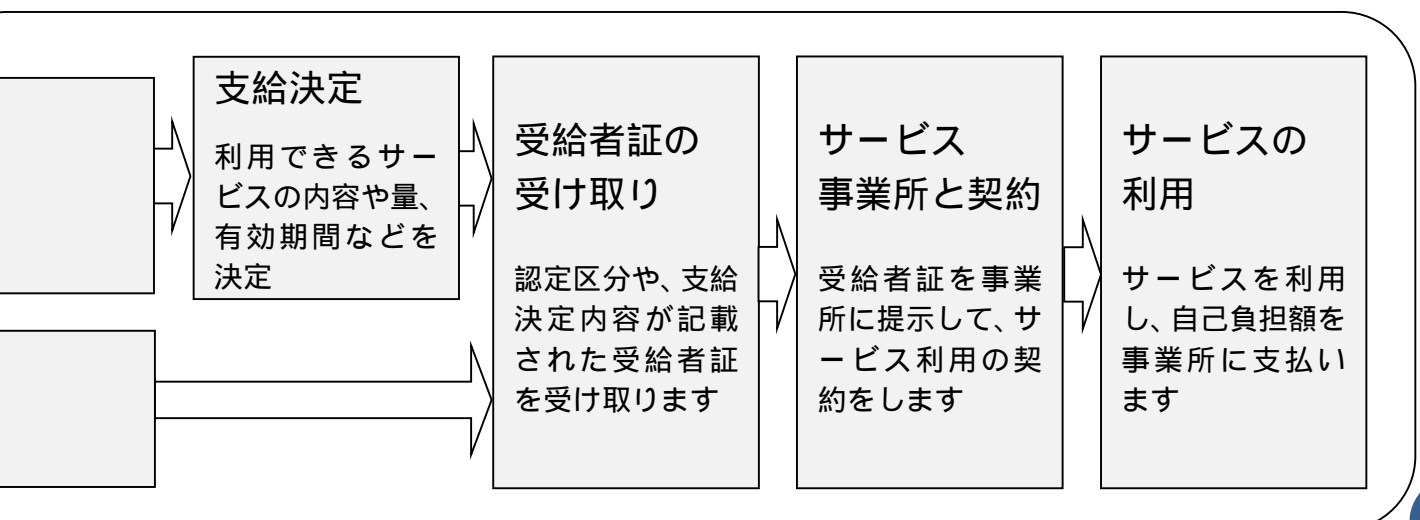 支給決定
利用できるサー
ビスの内容や量、
有効期間などを
決定
受給者証の
受け取り
認定区分や、支給
決定内容が記載
された受給者証
を受け取ります
サービス
事業所と契約
受給者証を事業
所に提示して、サ
ービス利用の契
約をします
サービスの
利用
サービスを利用
し、自己負担額を
事業所に支払い
ます